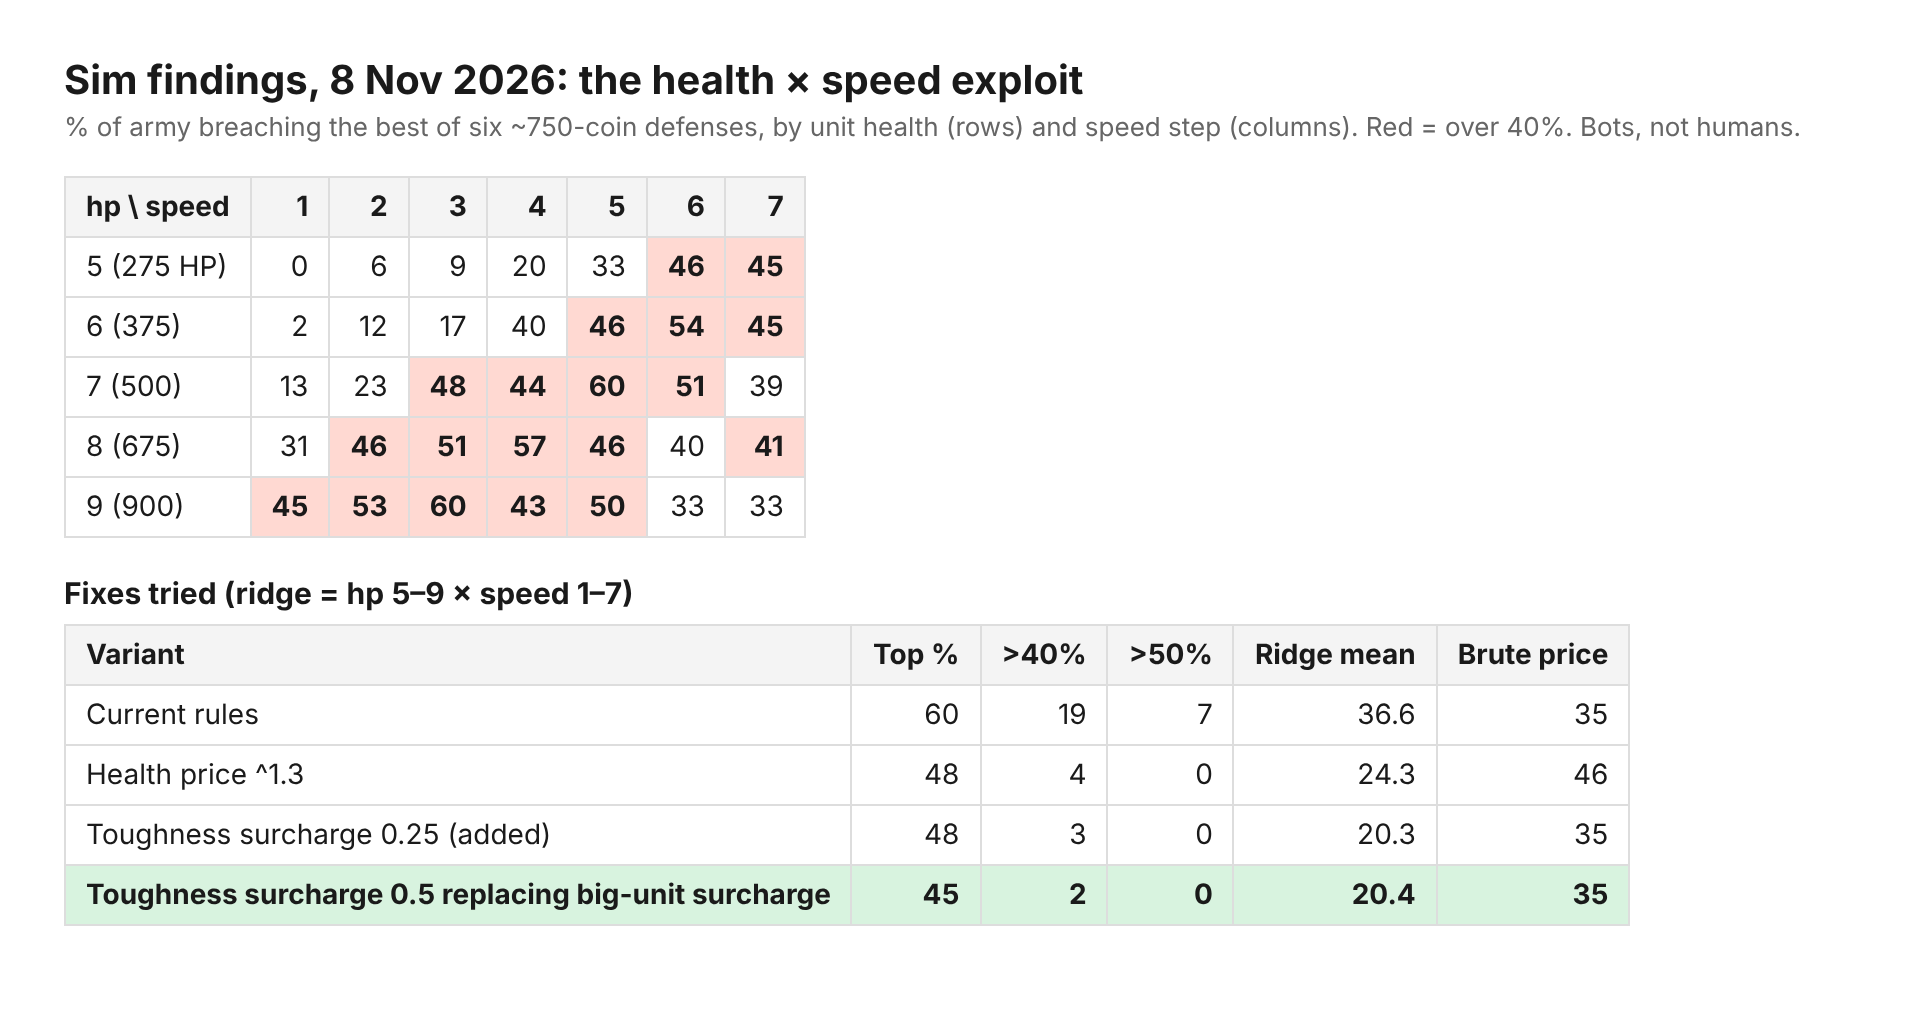 Sim findings, 8 Nov 2026: the health × speed exploit
% of army breaching the best of six ~750-coin defenses, by unit health (rows) and speed step (columns). Red = over 40%. Bots, not humans.
hp \ speed 1 2 3 4 5 6 7
5 (275 HP) 0 6 9 20 33 46 45
6 (375) 2 12 17 40 46 54 45
7 (500) 13 23 48 44 60 51 39
8 (675) 31 46 51 57 46 40 41
9 (900) 45 53 60 43 50 33 33
Fixes tried (ridge = hp 5–9 × speed 1–7)
Variant Top % >40% >50% Ridge mean Brute price
Current rules 60 19 7 36.6 35
Health price ^1.3 48 4 0 24.3 46
Toughness surcharge 0.25 (added) 48 3 0 20.3 35
Toughness surcharge 0.5 replacing big-unit surcharge 45 2 0 20.4 35